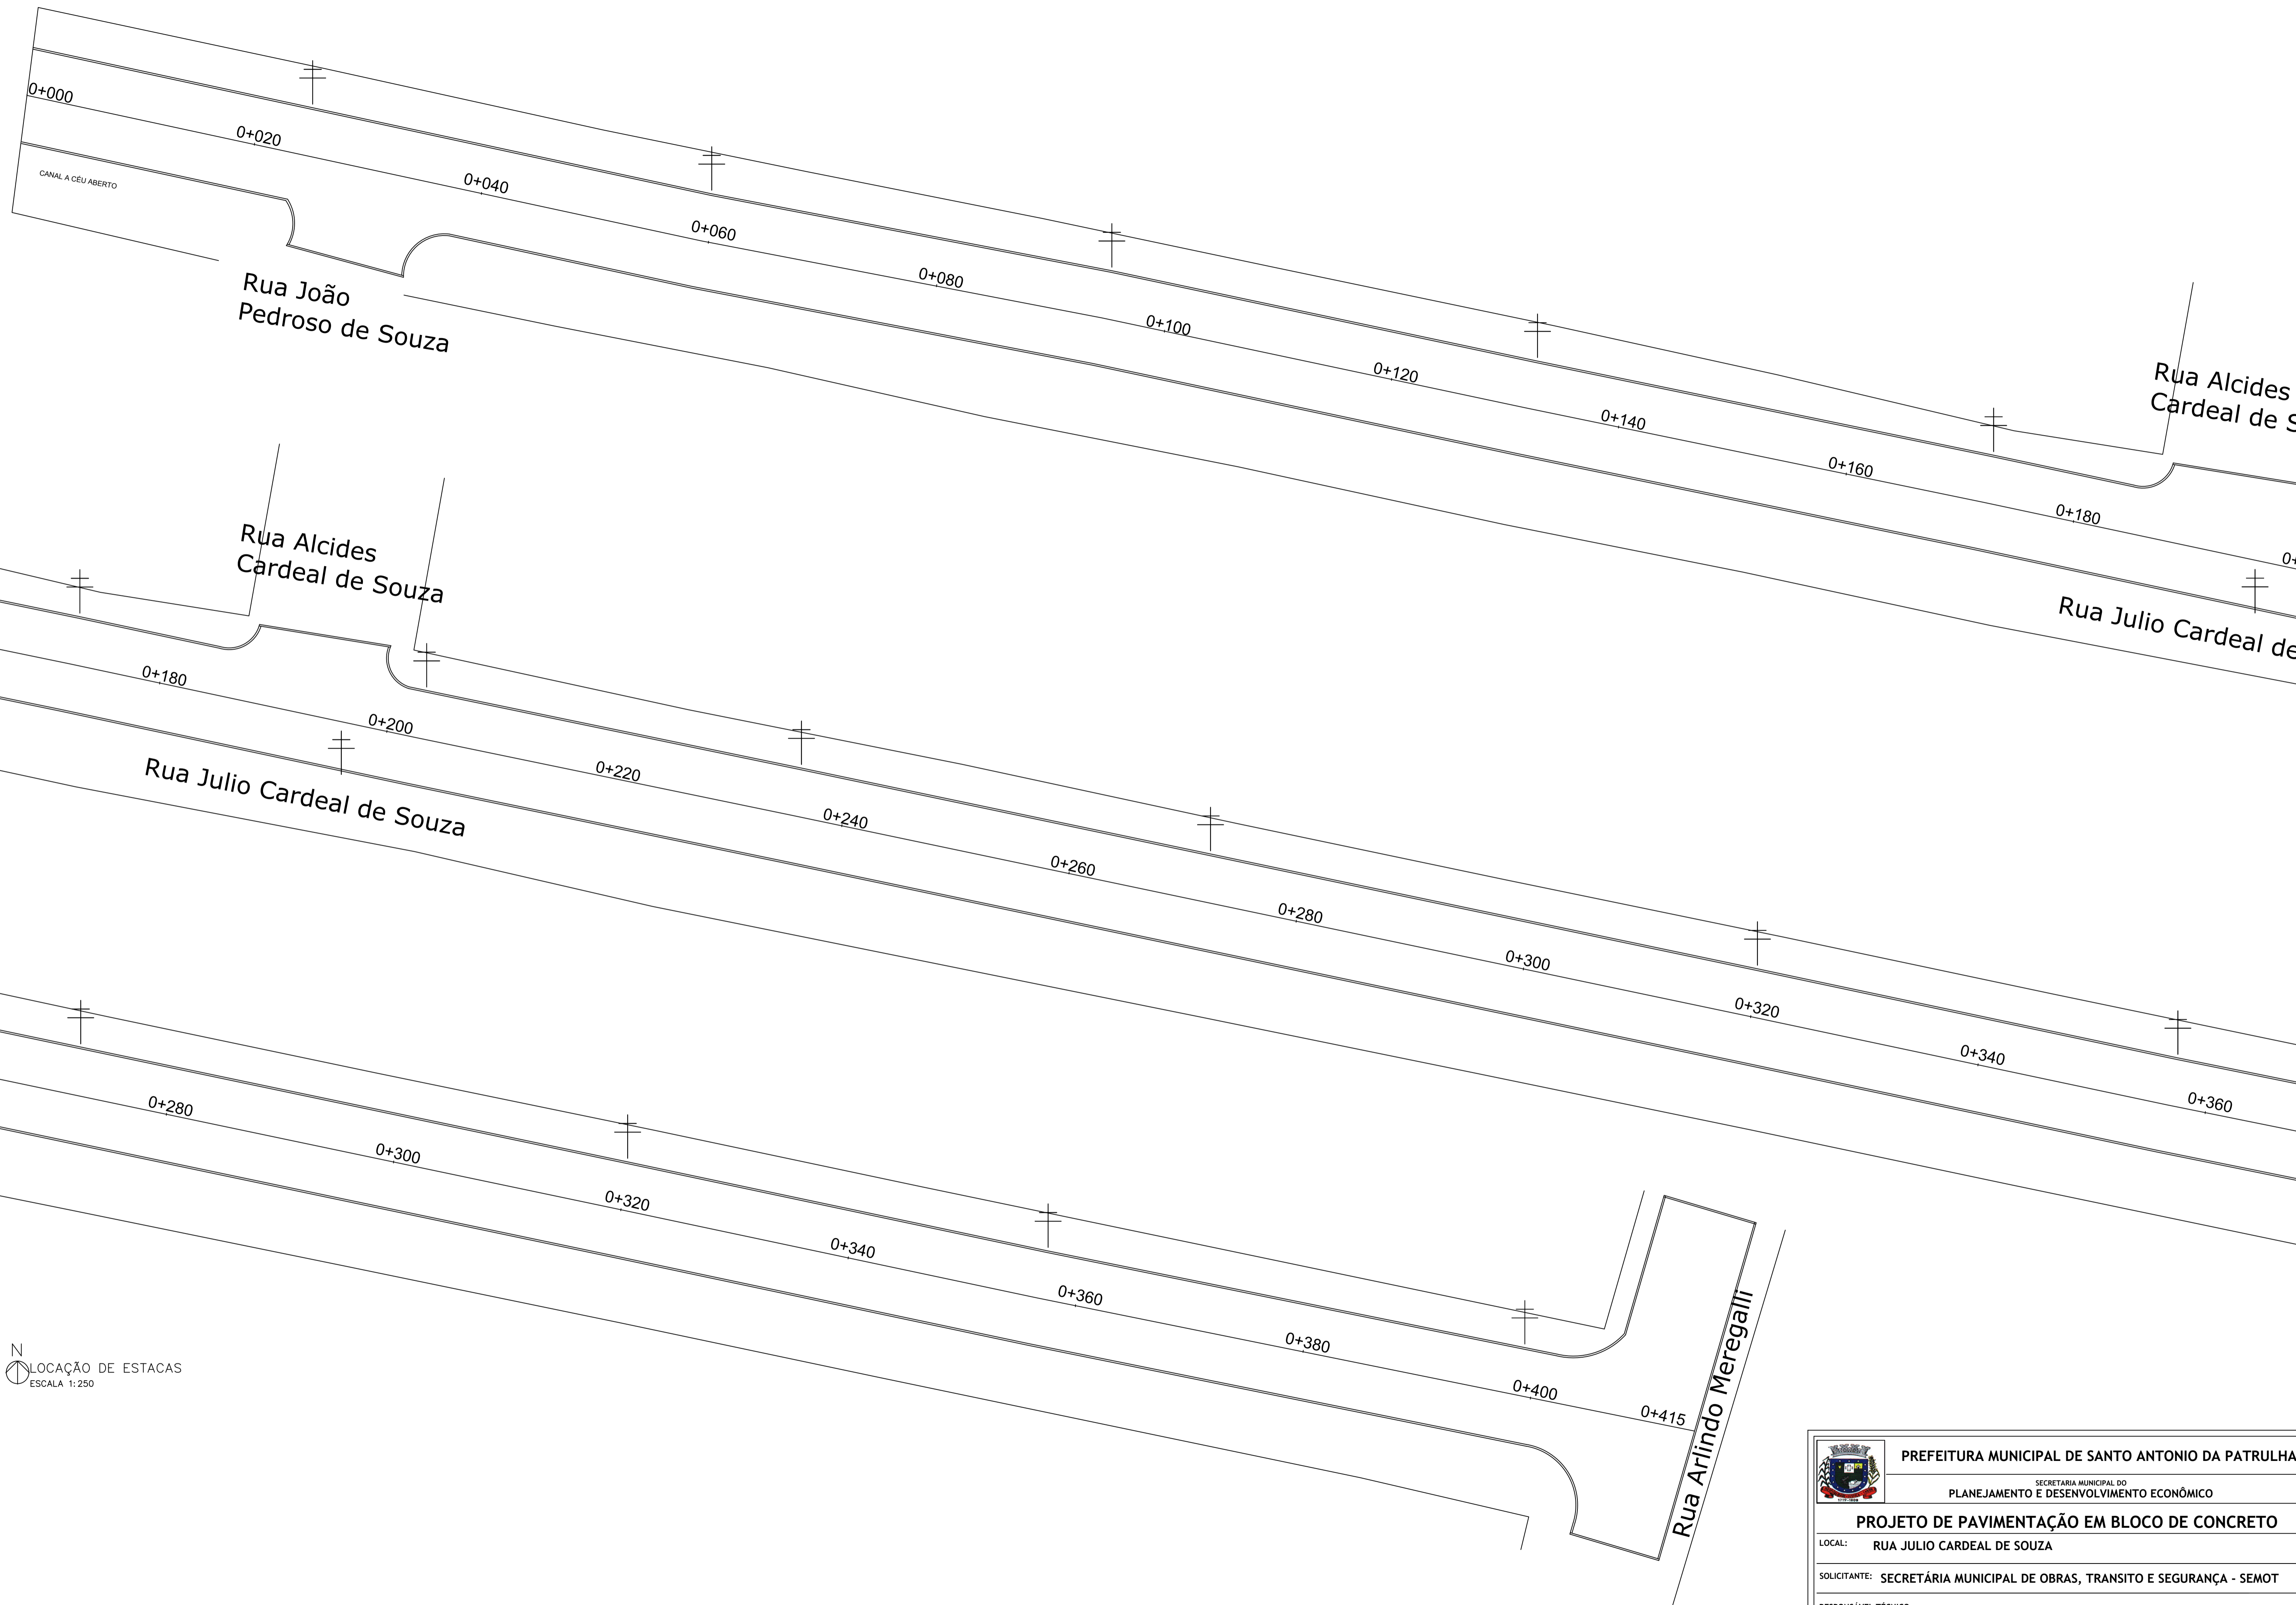 0+000
0+020
0+040
0+060
0+080
0+100
0+120
0+140
0+160
0+180
CANAL A CÉU ABERTO
Rua João
Pedroso de Souza
Rua Alcides
Cardeal de S
Rua Julio Cardeal de
Rua Alcides
Cardeal de Souza
0+180
0+200
0+220
0+240
0+260
0+280
0+300
0+320
0+340
0+360
Rua Julio Cardeal de Souza
0+280
0+300
0+320
0+340
0+360
0+380
0+400
0+415
Rua Arlindo Meregalli
N
LOCAÇÃO DE ESTACAS
ESCALA 1:250
PREFEITURA MUNICIPAL DE SANTO ANTONIO DA PATRULHA
SECRETARIA MUNICIPAL DO
PLANEJAMENTO E DESENVOLVIMENTO ECONÔMICO
PROJETO DE PAVIMENTAÇÃO EM BLOCO DE CONCRETO
LOCAL: RUA JULIO CARDEAL DE SOUZA
SOLICITANTE: SECRETÁRIA MUNICIPAL DE OBRAS, TRANSITO E SEGURANÇA - SEMOT